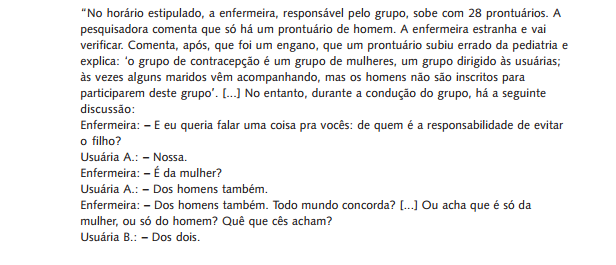 “No horário estipulado, a enfermeira, responsável pelo grupo, sobe com 28 prontuários. A
pesquisadora comenta que só há um prontuário de homem. A enfermeira estranha e vai
verificar. Comenta, após, que foi um engano, que um prontuário subiu errado da pediatria e
explica: ‘o grupo de contracepção é um grupo de mulheres, um grupo dirigido às usuárias;
às vezes alguns maridos vêm acompanhando, mas os homens não são inscritos para
participarem deste grupo’. [...] No entanto, durante a condução do grupo, há a seguinte
discussão:
Enfermeira: – E eu queria falar uma coisa pra vocês: de quem é a responsabilidade de evitar
o filho?
Usuária A.: – Nossa.
Enfermeira: – É da mulher?
Usuária A.: – Dos homens também.
Enfermeira: – Dos homens também. Todo mundo concorda? [...] Ou acha que é só da
mulher, ou só do homem? Quê que cês acham?
Usuária B.: – Dos dois.